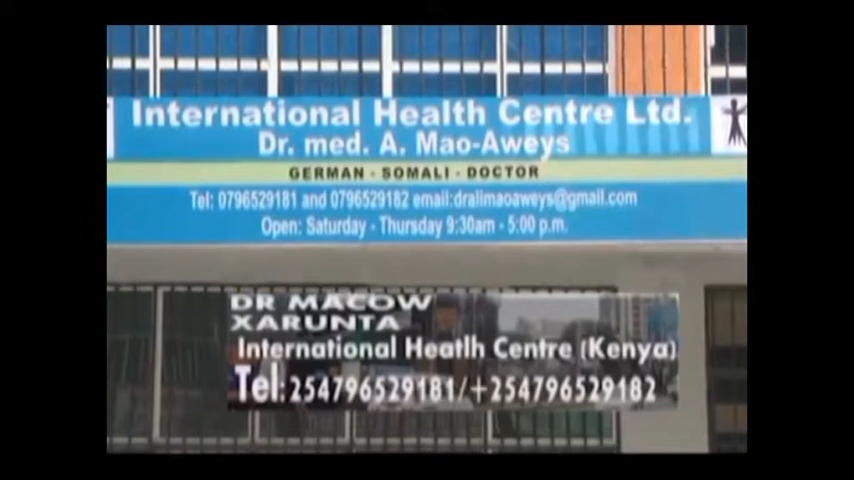 International Health Centre Ltd.
Dr. med. A. Mao-Aweys
GERMAN - SOMALI - DOCTOR
Tel: 0796529181 and 0796529182 email:dralimaoaweys@gmail.com
Open: Saturday - Thursday 9:30am - 5:00 p.m.
DR MACOW
XARUNTA
International Heatlh Centre (Kenya)
Tel:254796529181/+254796529182